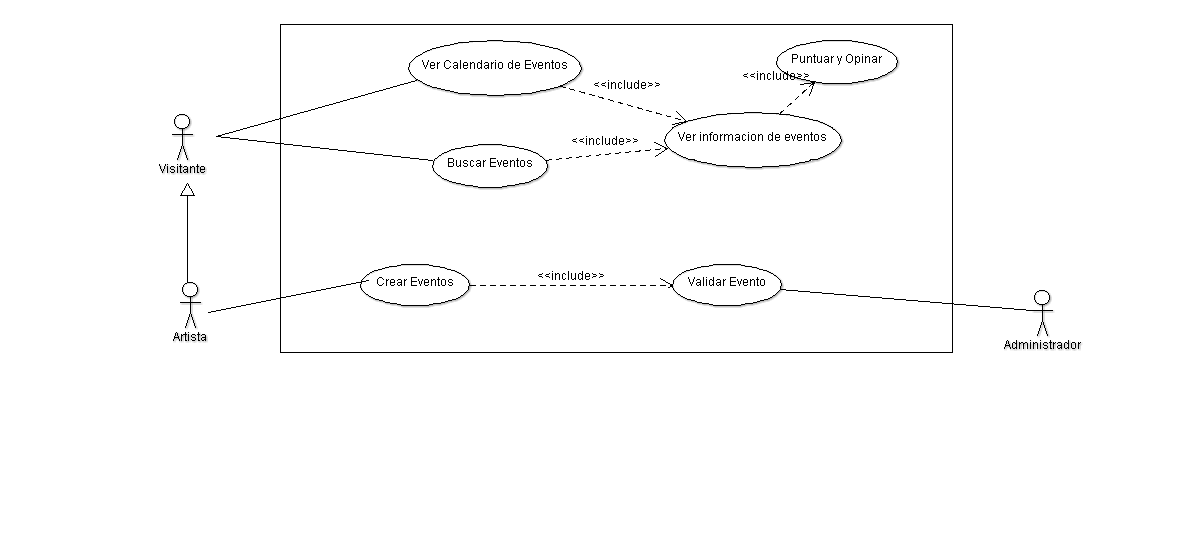 Ver Calendario de Eventos
Puntuar y Opinar
<<include>>
<<include>>
Visitante
Buscar Eventos
<<include>>
Ver informacion de eventos
Crear Eventos
<<include>>
Validar Evento
Artista
Administrador